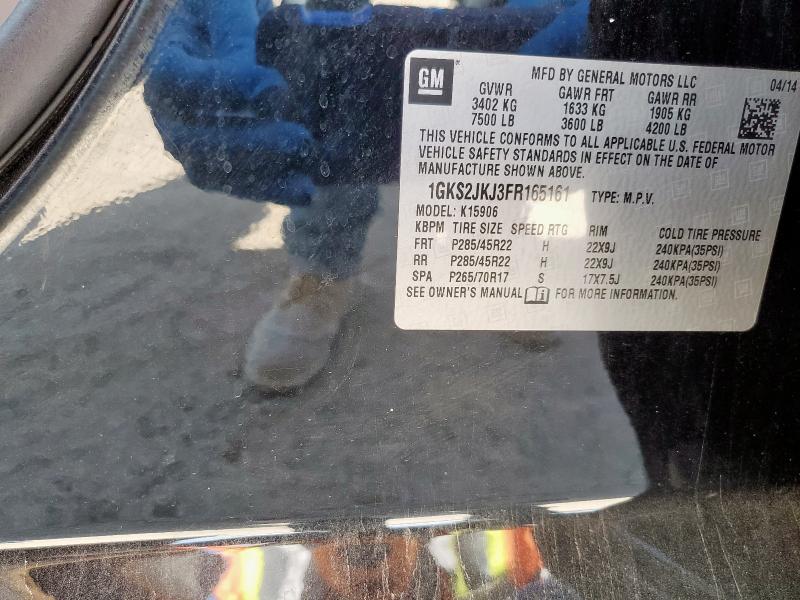 GM
MFD BY GENERAL MOTORS LLC 04/14
GVWR GAWR FRT GAWR RR
3402 KG 1633 KG 1905 KG
7500 LB 3600 LB 4200 LB
THIS VEHICLE CONFORMS TO ALL APPLICABLE U.S. FEDERAL MOTOR
VEHICLE SAFETY STANDARDS IN EFFECT ON THE DATE OF
MANUFACTURE SHOWN ABOVE.
1GKS2JKJ3FR165161 TYPE: M.P.V.
MODEL: K15906
KBPM TIRE SIZE SPEED RTG RIM COLD TIRE PRESSURE
FRT P285/45R22 H 22X9J 240KPA(35PSI)
RR P285/45R22 H 22X9J 240KPA(35PSI)
SPA P265/70R17 S 17X7.5J 240KPA(35PSI)
SEE OWNER'S MANUAL FOR MORE INFORMATION.